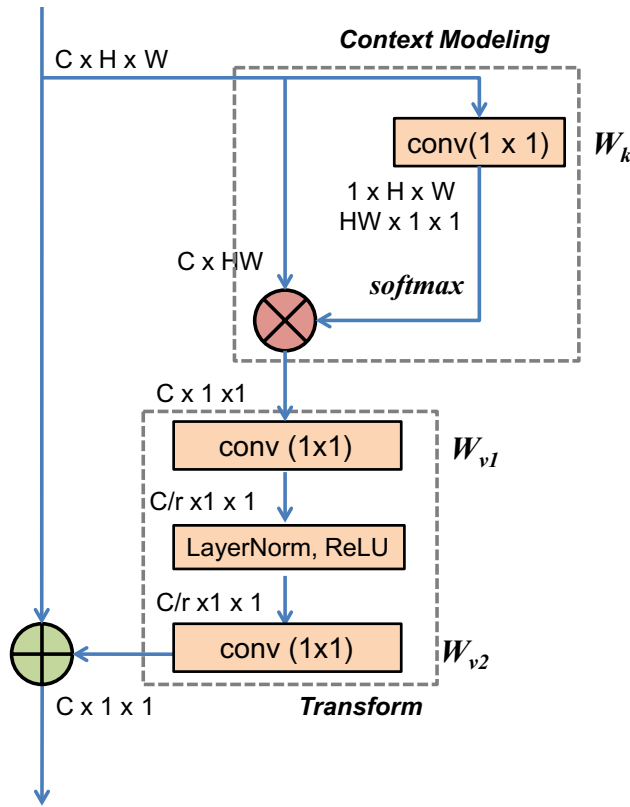 Context Modeling
C x H x W
conv(1 x 1)
W_k
1 x H x W
HW x 1 x 1
C x HW
softmax
C x 1 x1
conv (1x1)
W_v1
C/r x1 x 1
LayerNorm, ReLU
C/r x1 x 1
conv (1x1)
W_v2
C x 1 x 1
Transform